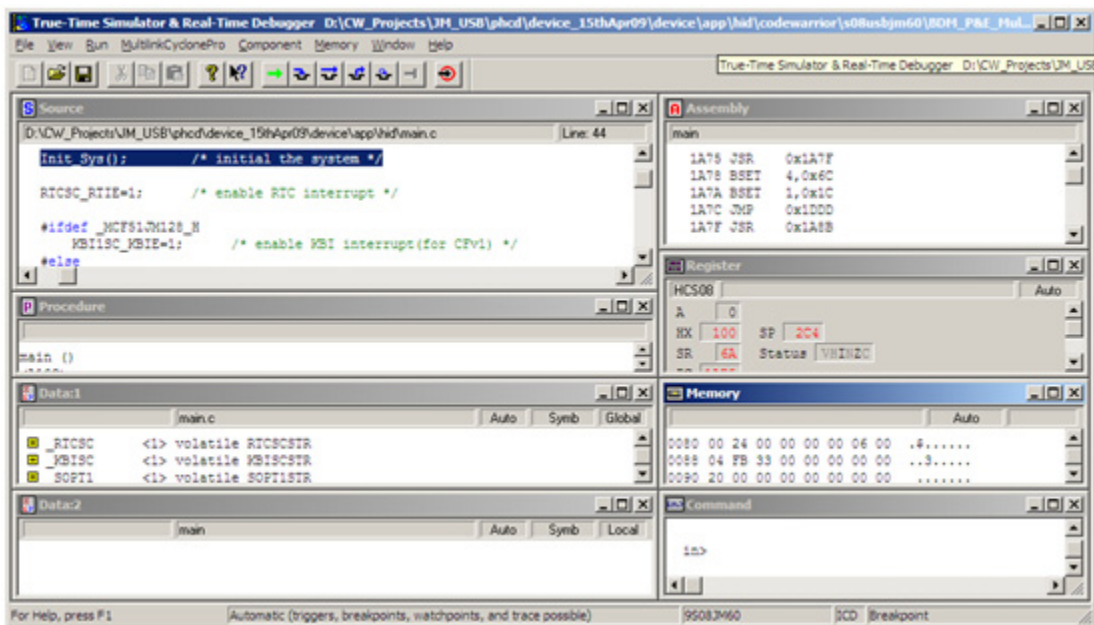 True-Time Simulator & Real-Time Debugger D:\CW_Projects\JM_USB\phcd\device_15thApr09\device\app\hid\codewarrior\s08usbjm60\BDM_P&E_Mul...
File View Run MultilinkCyclonePro Component Memory Window Help
True-Time Simulator & Real-Time Debugger D:\CW_Projects\JM_USB
Source
D:\CW_Projects\JM_USB\phcd\device_15thApr09\device\app\hid\main.c Line: 44
Init_Sys(); /* initial the system */
RTCSC_RTIE=1; /* enable RTC interrupt */
#ifdef _MCF51JM128_H
KBI1SC_KBIE=1; /* enable KBI interrupt(for CFv1) */
#else
Assembly
main
1A75 JSR 0x1A7F
1A78 BSET 4,0x6C
1A7A BSET 1,0x1C
1A7C JMP 0x1DDD
1A7F JSR 0x1A8B
Register
HCS08 Auto
A 0
HX 100 SP 2C4
SR 6A Status VHINZC
Procedure
main ()
Data:1
main.c Auto Symb Global
_RTCSC <1> volatile RTCSCSTR
_KBISC <1> volatile KBISCSTR
_SOPT1 <1> volatile SOPT1STR
Memory
Auto
0080 00 24 00 00 00 00 06 00 .$......
0088 04 FB 33 00 00 00 00 00 ..3.....
0090 20 00 00 00 00 00 00 00 .......
Data:2
main Auto Symb Local
Command
in>
For Help, press F1 Automatic (triggers, breakpoints, watchpoints, and trace possible) 9S08JM60 ICD Breakpoint